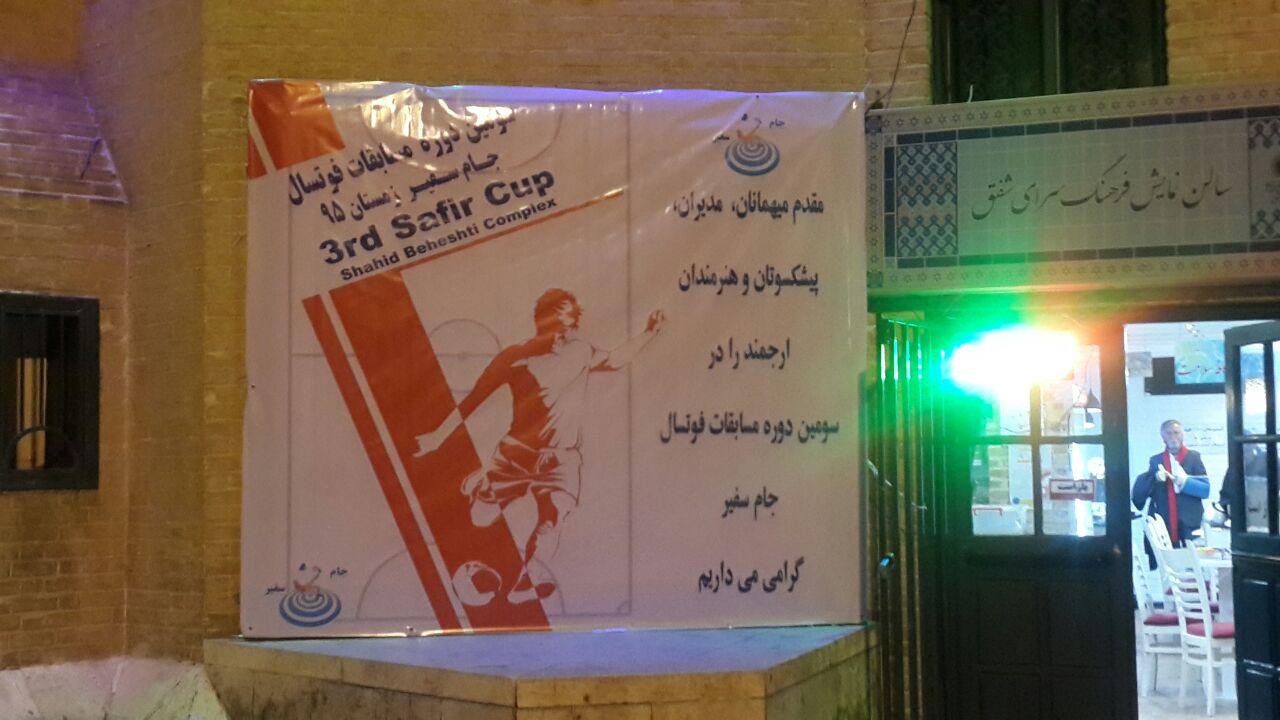 سومین دوره مسابقات فوتسال
جام سفیر زمستان ۹۵
3rd Safir Cup
Shahid Beheshti Complex
جام
سفیر
مقدم میهمانان، مدیران،
پیشکسوتان و هنرمندان
ارجمند را در
سومین دوره مسابقات فوتسال
جام سفیر
گرامی می داریم
جام
سفیر
سالن نمایش فرهنگ سرای شفق
سلامت